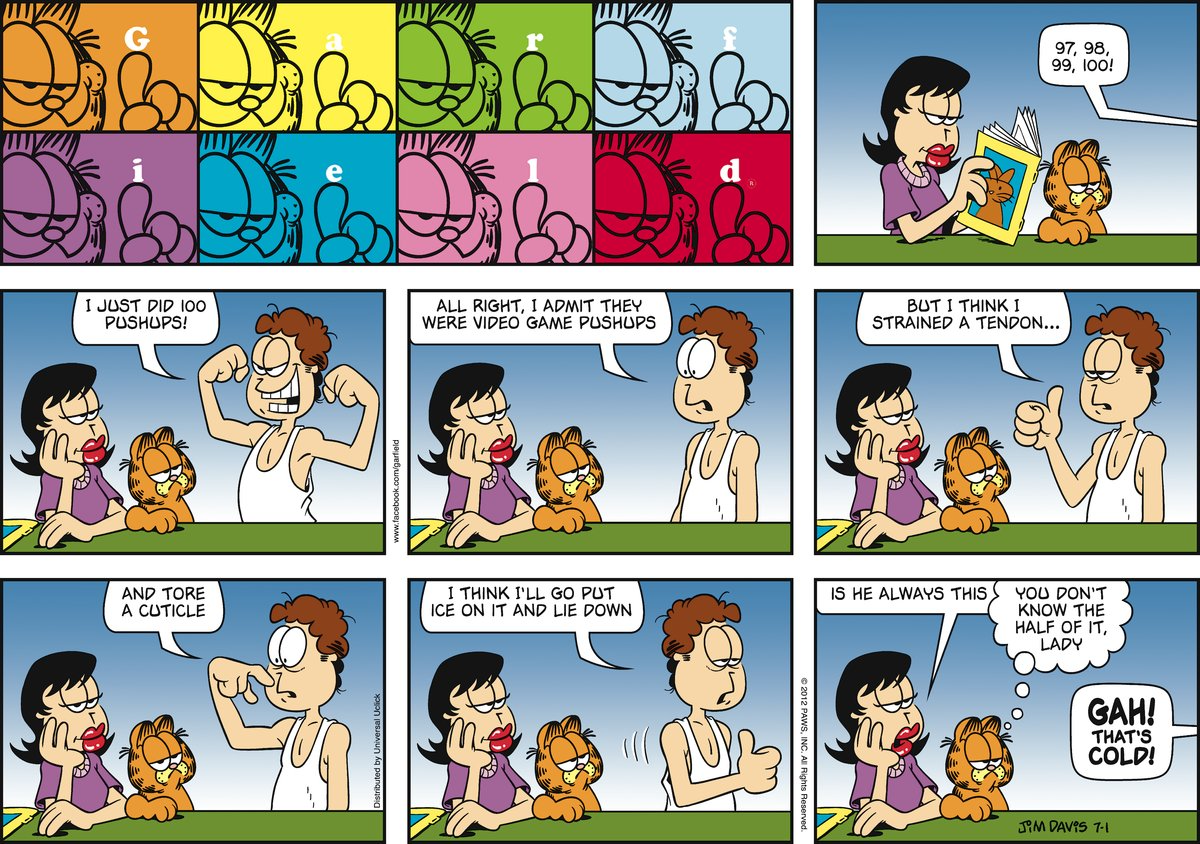 G
a
r
f
i
e
l
d
®
97, 98,
99, 100!
I JUST DID 100
PUSHUPS!
www.facebook.com/garfield
ALL RIGHT, I ADMIT THEY
WERE VIDEO GAME PUSHUPS
BUT I THINK I
STRAINED A TENDON...
AND TORE
A CUTICLE
Distributed by Universal Uclick
I THINK I'LL GO PUT
ICE ON IT AND LIE DOWN
© 2012 PAWS, INC. All Rights Reserved.
IS HE ALWAYS THIS
YOU DON'T
KNOW THE
HALF OF IT,
LADY
GAH!
THAT'S
COLD!
JIM DAVIS 7-1